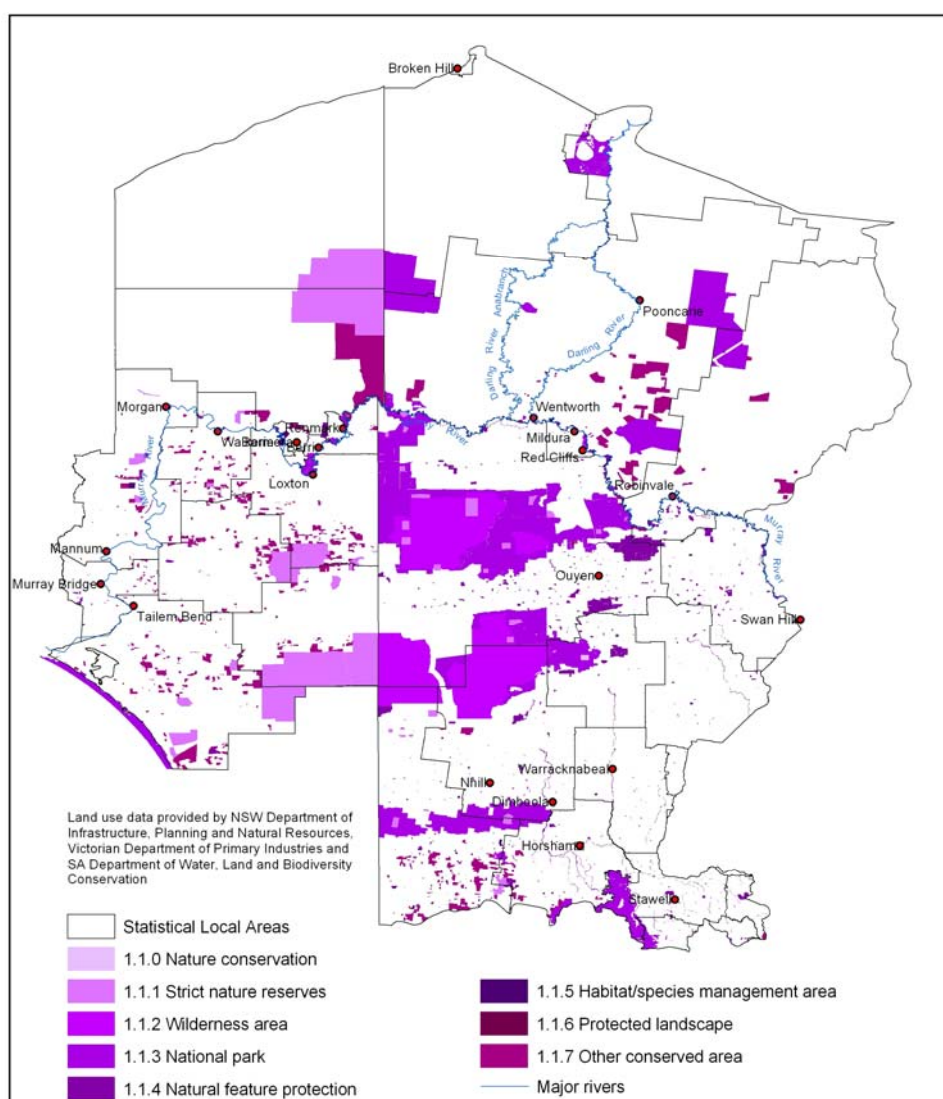 Broken Hill
Darling River Anabranch
Pooncarie
Darling River
Morgan
Wentworth
Renmark
Murray River
Mildura
Berri
Red Cliffs
Loxton
Robinvale
Murray River
Murray River
Mannum
Ouyen
Murray Bridge
Tailem Bend
Swan Hill
Nhill
Warracknabeal
Dimboola
Horsham
Stawell
Land use data provided by NSW Department of
Infrastructure, Planning and Natural Resources,
Victorian Department of Primary Industries and
SA Department of Water, Land and Biodiversity
Conservation
Statistical Local Areas
1.1.0 Nature conservation
1.1.1 Strict nature reserves
1.1.2 Wilderness area
1.1.3 National park
1.1.4 Natural feature protection
1.1.5 Habitat/species management area
1.1.6 Protected landscape
1.1.7 Other conserved area
Major rivers